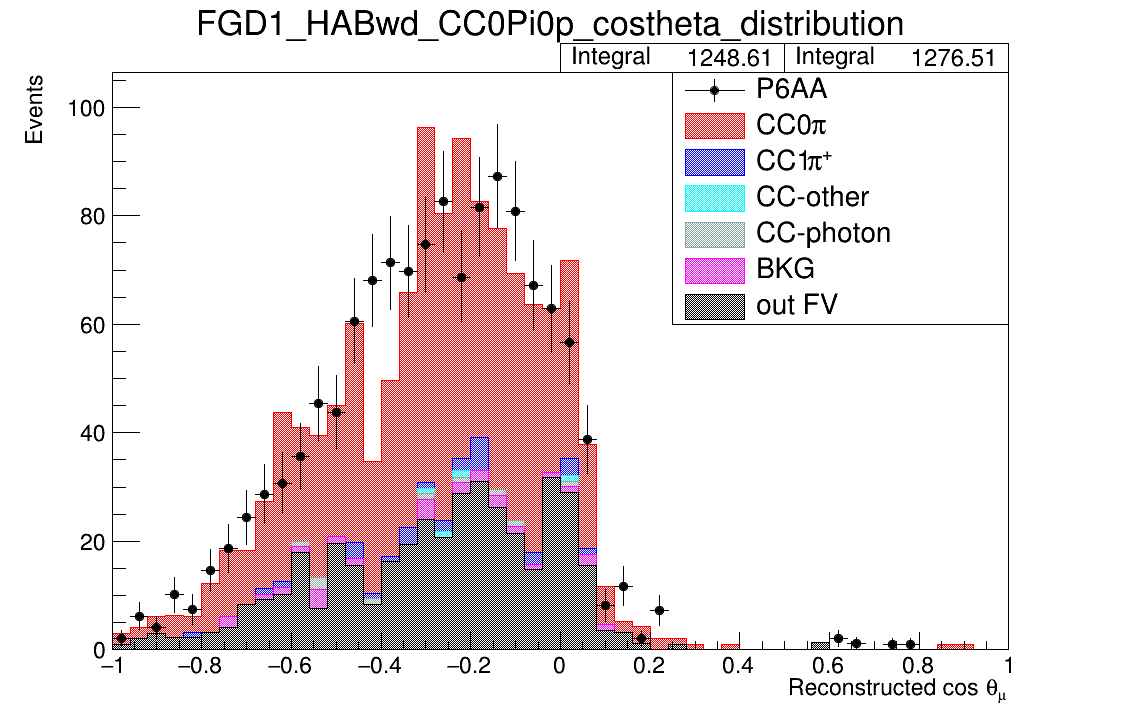 FGD1_HABwd_CC0Pi0p_costheta_distribution
Integral 1248.61 Integral 1276.51
P6AA
CC0π
CC1π⁺
CC-other
CC-photon
BKG
out FV
Events
100
80
60
40
20
0
−1 −0.8 −0.6 −0.4 −0.2 0 0.2 0.4 0.6 0.8 1
Reconstructed cos θμ